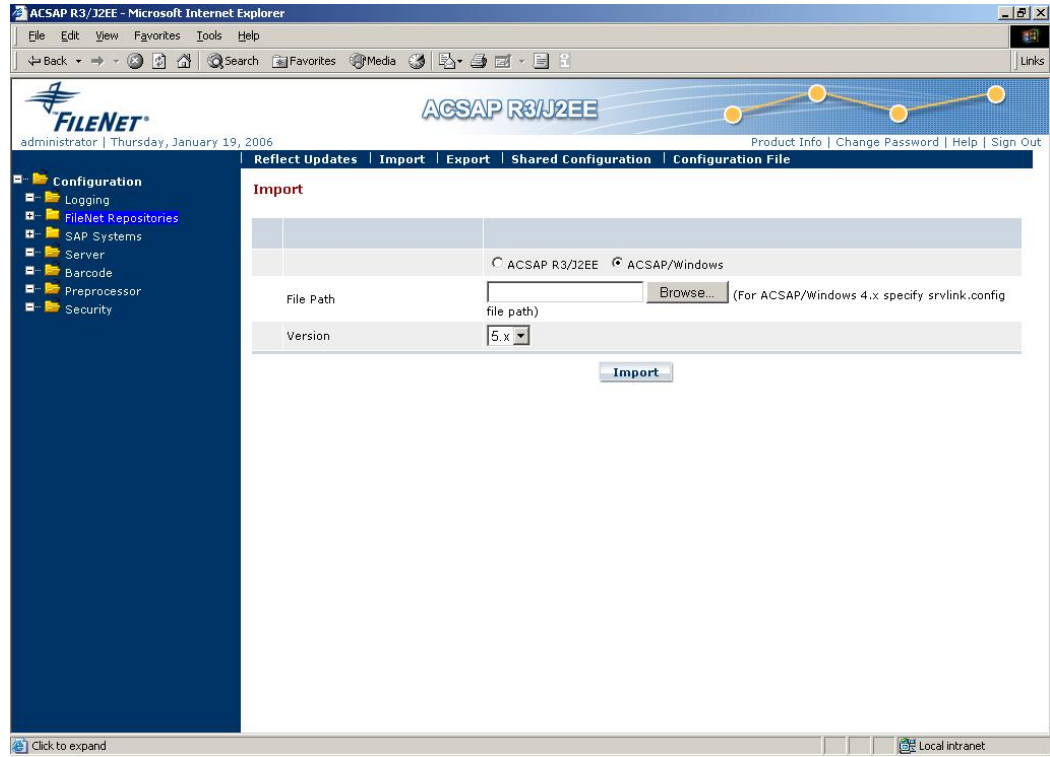 ACSAP R3/J2EE - Microsoft Internet Explorer
File Edit View Favorites Tools Help
Back Search Favorites Media Links
FILENET
ACSAP R3/J2EE
administrator | Thursday, January 19, 2006
Product Info | Change Password | Help | Sign Out
| Reflect Updates | Import | Export | Shared Configuration | Configuration File
Configuration
Logging
FileNet Repositories
SAP Systems
Server
Barcode
Preprocessor
Security
Import
ACSAP R3/J2EE ACSAP/Windows
File Path Browse... (For ACSAP/Windows 4.x specify srvlink.config
file path)
Version 5.x
Import
Click to expand Local intranet